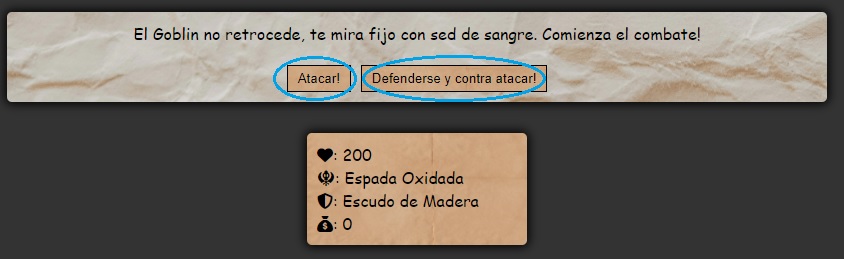 El Goblin no retrocede, te mira fijo con sed de sangre. Comienza el combate!
Atacar! Defenderse y contra atacar!
: 200
: Espada Oxidada
: Escudo de Madera
: 0